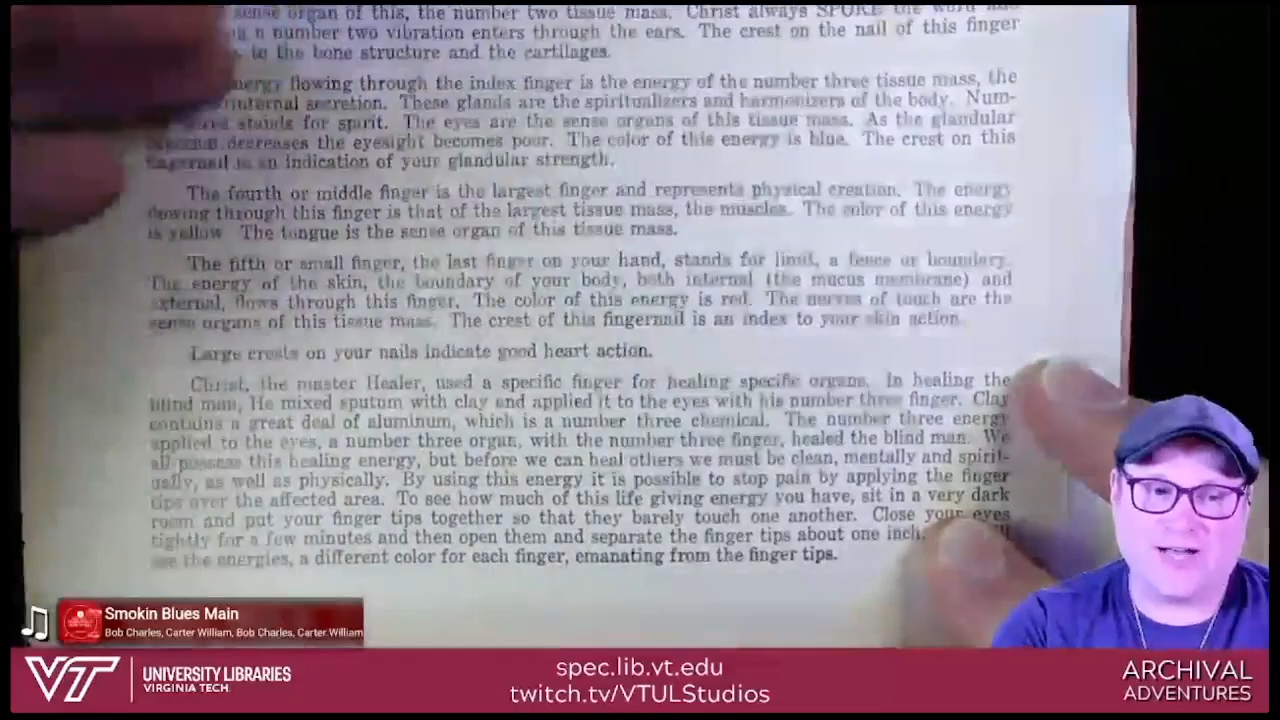 sense organ of this, the number two tissue mass. Christ always SPOKE the word and
a number two vibration enters through the ears. The crest on the nail of this finger
to the bone structure and the cartilages.
energy flowing through the index finger is the energy of the number three tissue mass, the
internal secretion. These glands are the spiritualizers and harmonizers of the body. Num-
stands for spirit. The eyes are the sense organs of this tissue mass. As the glandular
decreases the eyesight becomes poor. The color of this energy is blue. The crest on this
fingernail is an indication of your glandular strength.
The fourth or middle finger is the largest finger and represents physical creation. The energy
flowing through this finger is that of the largest tissue mass, the muscles. The color of this energy
is yellow. The tongue is the sense organ of this tissue mass.
The fifth or small finger, the last finger on your hand, stands for limit, a fence or boundary.
The energy of the skin, the boundary of your body, both internal (the mucus membrane) and
external, flows through this finger. The color of this energy is red. The nerves of touch are the
sense organs of this tissue mass. The crest of this fingernail is an index to your skin action.
Large crests on your nails indicate good heart action.
Christ, the master Healer, used a specific finger for healing specific organs. In healing the
blind man, He mixed sputum with clay and applied it to the eyes with his number three finger. Clay
contains a great deal of aluminum, which is a number three chemical. The number three energy
applied to the eyes, a number three organ, with the number three finger, healed the blind man. We
all possess this healing energy, but before we can heal others we must be clean, mentally and spirit-
ually, as well as physically. By using this energy it is possible to stop pain by applying the finger
tips over the affected area. To see how much of this life giving energy you have, sit in a very dark
room and put your finger tips together so that they barely touch one another. Close your eyes
tightly for a few minutes and then open them and separate the finger tips about one inch.
see the energies, a different color for each finger, emanating from the finger tips.
Smokin Blues Main
Bob Charles, Carter William, Bob Charles, Carter William
VT UNIVERSITY LIBRARIES
VIRGINIA TECH.
spec.lib.vt.edu
twitch.tv/VTULStudios
ARCHIVAL
ADVENTURES